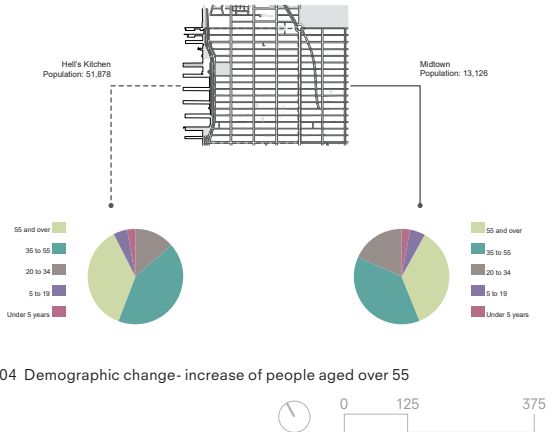 Hell's Kitchen
Population: 51,878
Midtown
Population: 13,126
55 and over
35 to 55
20 to 34
5 to 19
Under 5 years
55 and over
35 to 55
20 to 34
5 to 19
Under 5 years
04 Demographic change- increase of people aged over 55
0 125 375